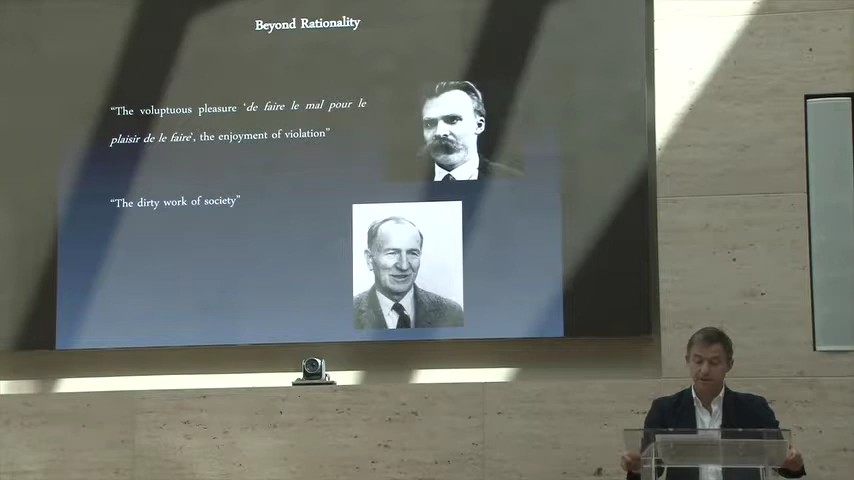 Beyond Rationality
“The voluptuous pleasure ‘de faire le mal pour le
plaisir de le faire’, the enjoyment of violation”
“The dirty work of society”